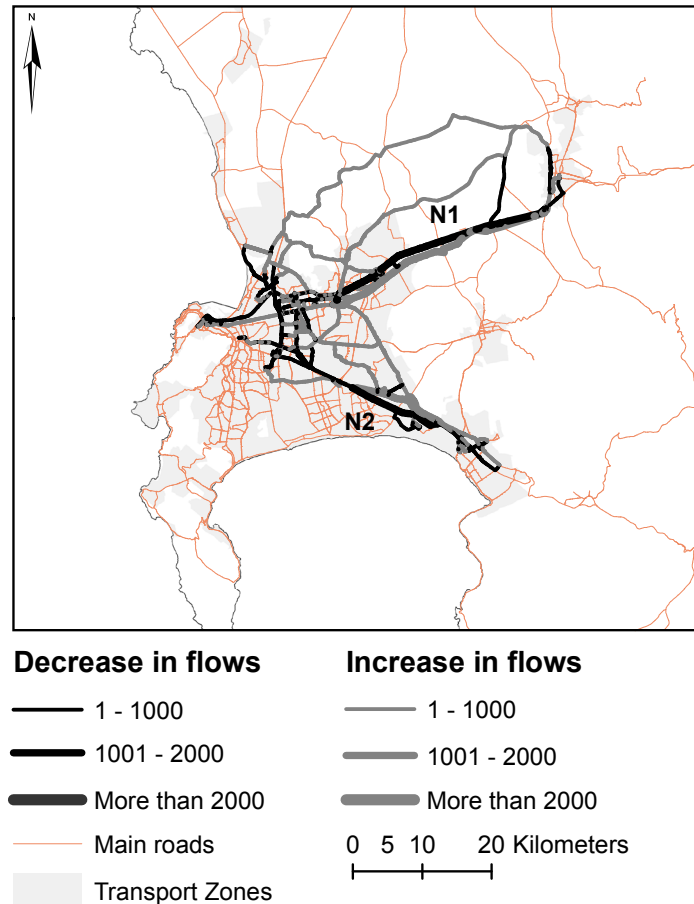 N
N1
N2
Decrease in flows
1 - 1000
1001 - 2000
More than 2000
Main roads
Transport Zones
Increase in flows
1 - 1000
1001 - 2000
More than 2000
0 5 10 20 Kilometers